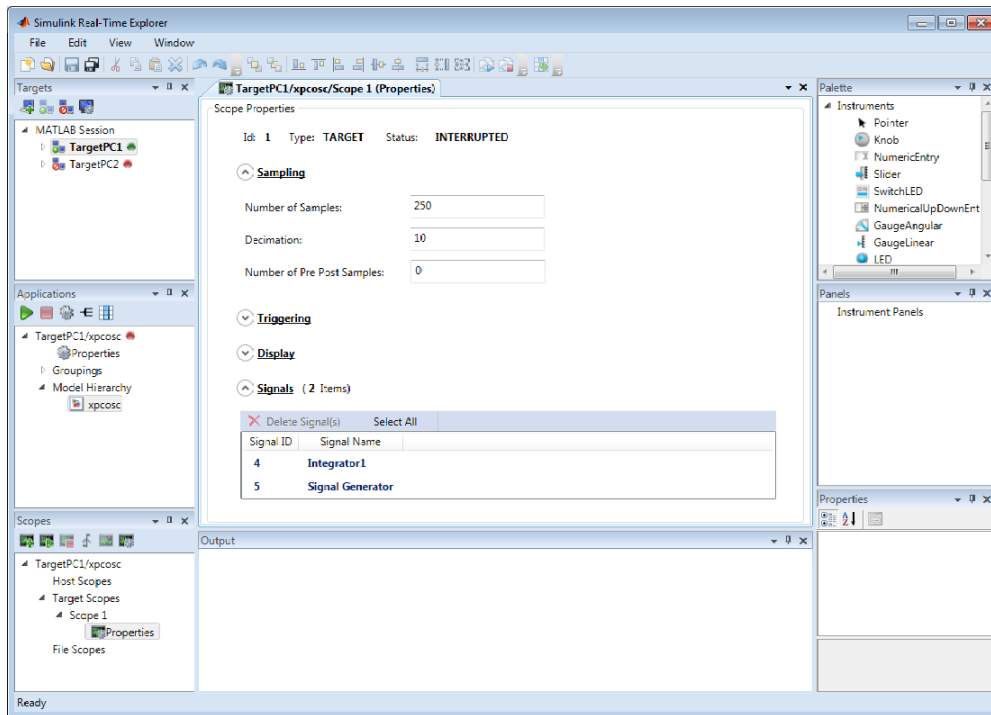 Simulink Real-Time Explorer
File Edit View Window
Targets
MATLAB Session
TargetPC1
TargetPC2
Applications
TargetPC1/xpcosc
Properties
Groupings
Model Hierarchy
xpcosc
Scopes
TargetPC1/xpcosc
Host Scopes
Target Scopes
Scope 1
Properties
File Scopes
TargetPC1/xpcosc/Scope 1 (Properties)
Scope Properties
Id: 1 Type: TARGET Status: INTERRUPTED
Sampling
Number of Samples: 250
Decimation: 10
Number of Pre Post Samples: 0
Triggering
Display
Signals ( 2 Items)
Delete Signal(s) Select All
Signal ID Signal Name
4 Integrator1
5 Signal Generator
Output
Palette
Instruments
Pointer
Knob
NumericEntry
Slider
SwitchLED
NumericalUpDownEnt
GaugeAngular
GaugeLinear
LED
Panels
Instrument Panels
Properties
Ready